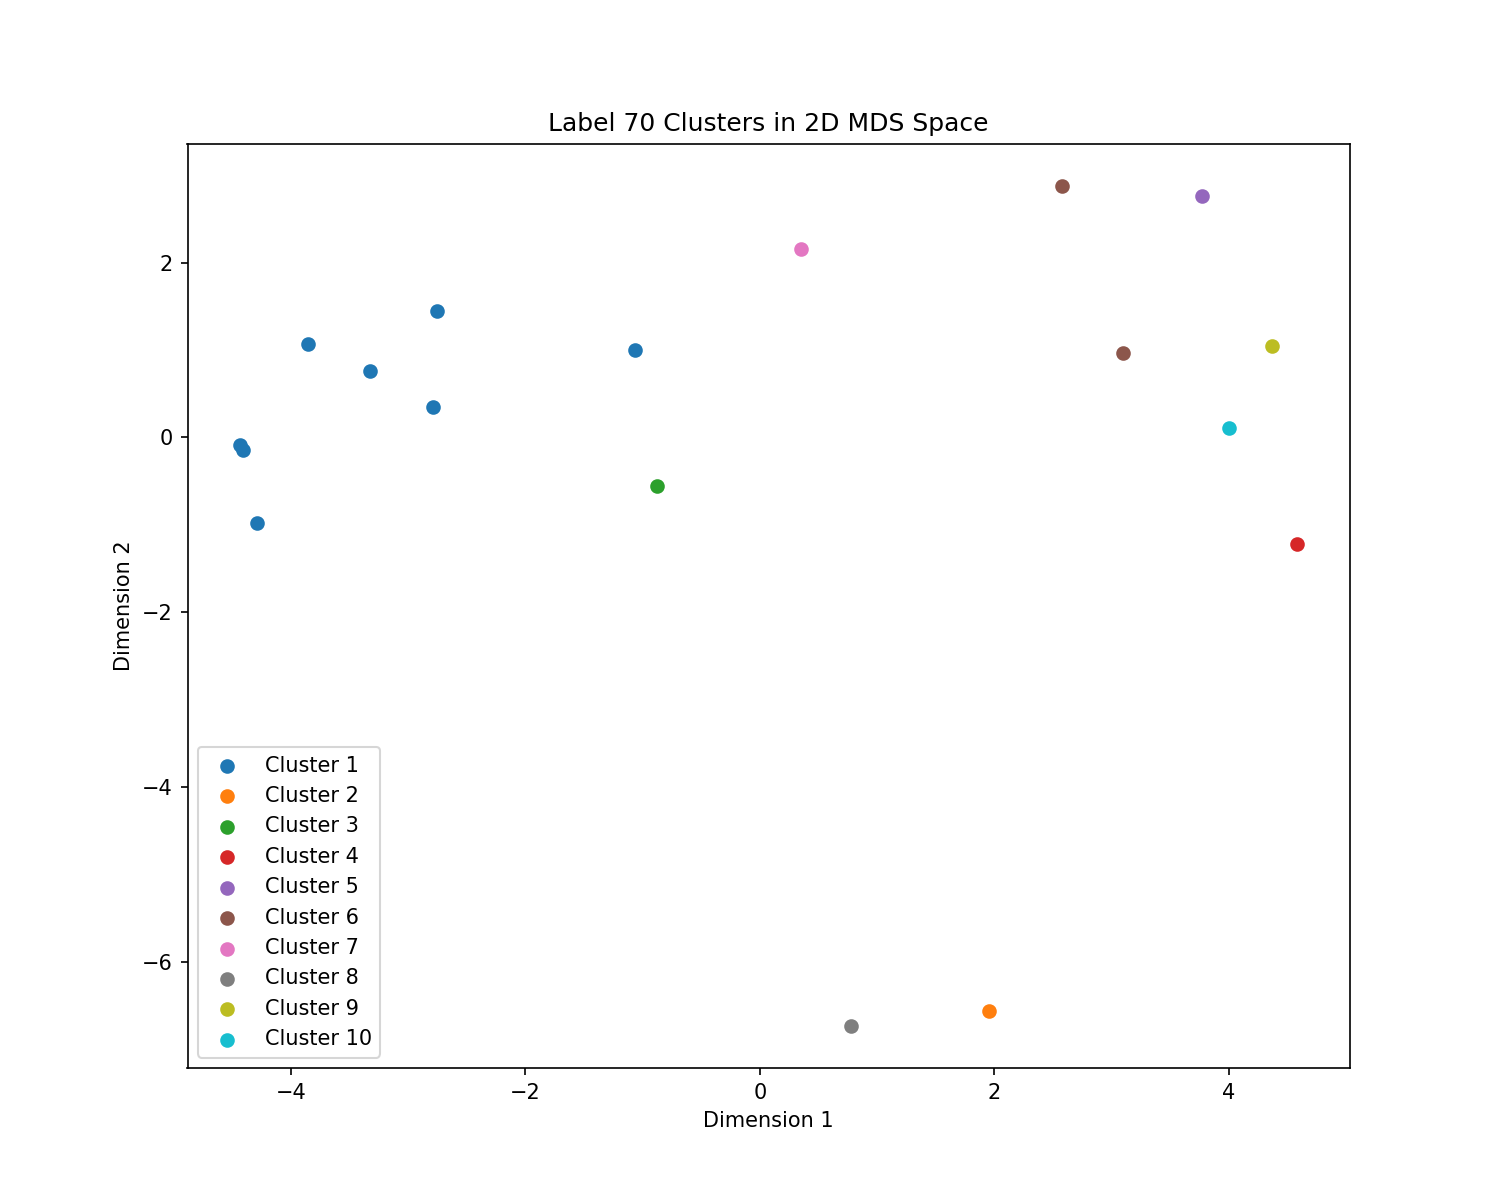 Label 70 Clusters in 2D MDS Space
2
0
−2
−4
−6
Dimension 2
Cluster 1
Cluster 2
Cluster 3
Cluster 4
Cluster 5
Cluster 6
Cluster 7
Cluster 8
Cluster 9
Cluster 10
−4 −2 0 2 4
Dimension 1